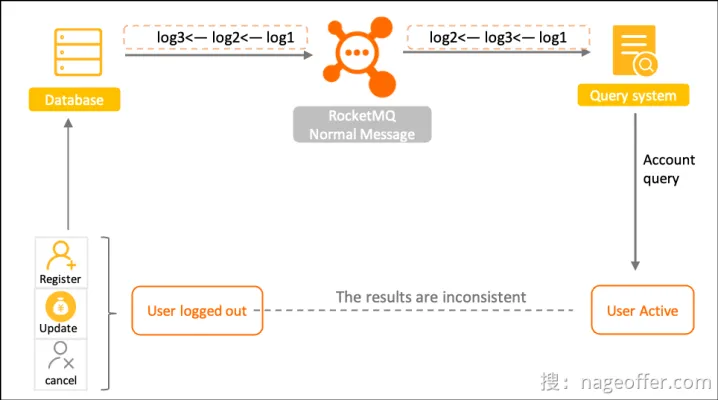 log3<— log2<— log1
log2<— log3<— log1
Database
RocketMQ
Normal Message
Query system
Account
query
Register
Update
cancel
User logged out
The results are inconsistent
User Active
搜：nageoffer.com